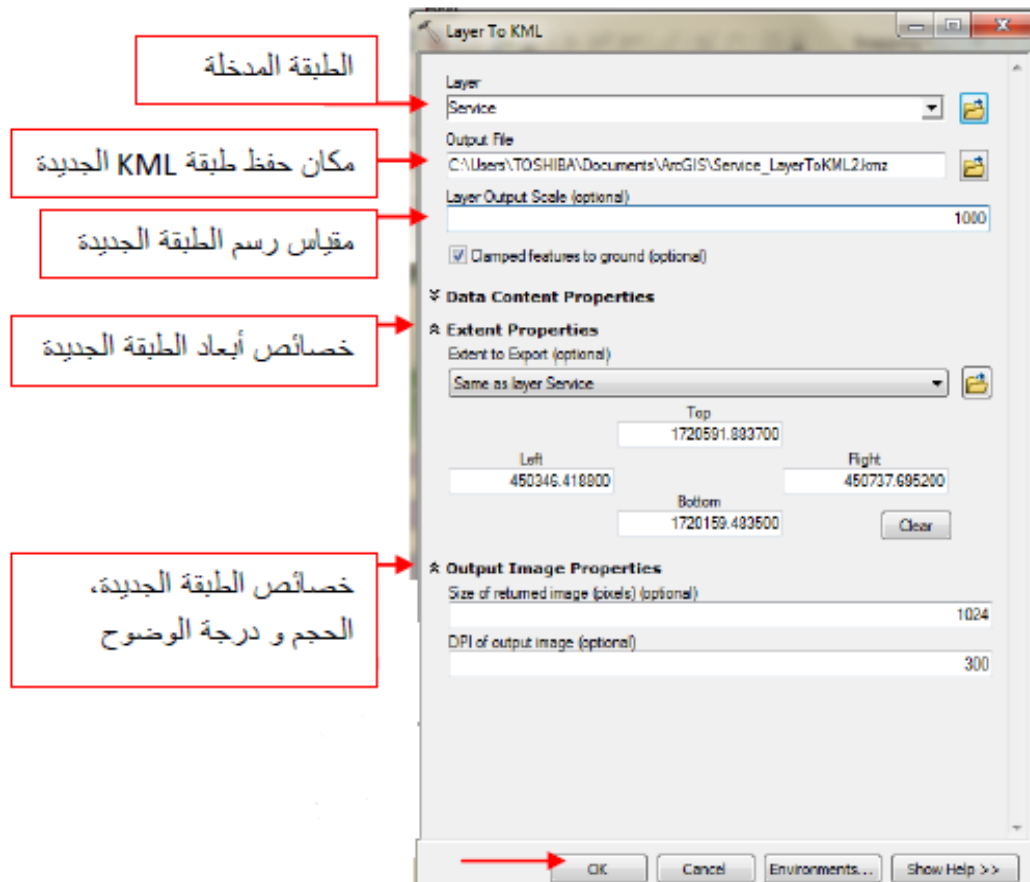 Layer To KML
الطبقة المدخلة
Layer
Service
مكان حفظ طبقة KML الجديدة
Output File
C:\Users\TOSHIBA\Documents\ArcGIS\Service_LayerToKML2.kmz
مقياس رسم الطبقة الجديدة
Layer Output Scale (optional)
1000
Clamped features to ground (optional)
Data Content Properties
خصائص أبعاد الطبقة الجديدة
Extent Properties
Extent to Export (optional)
Same as layer Service
Top
1720591.883700
Left
Right
450346.418800
450737.695200
Bottom
1720159.483500
Clear
خصائص الطبقة الجديدة،
الحجم و درجة الوضوح
Output Image Properties
Size of returned image (pixels) (optional)
1024
DPI of output image (optional)
300
OK
Cancel
Environments...
Show Help >>